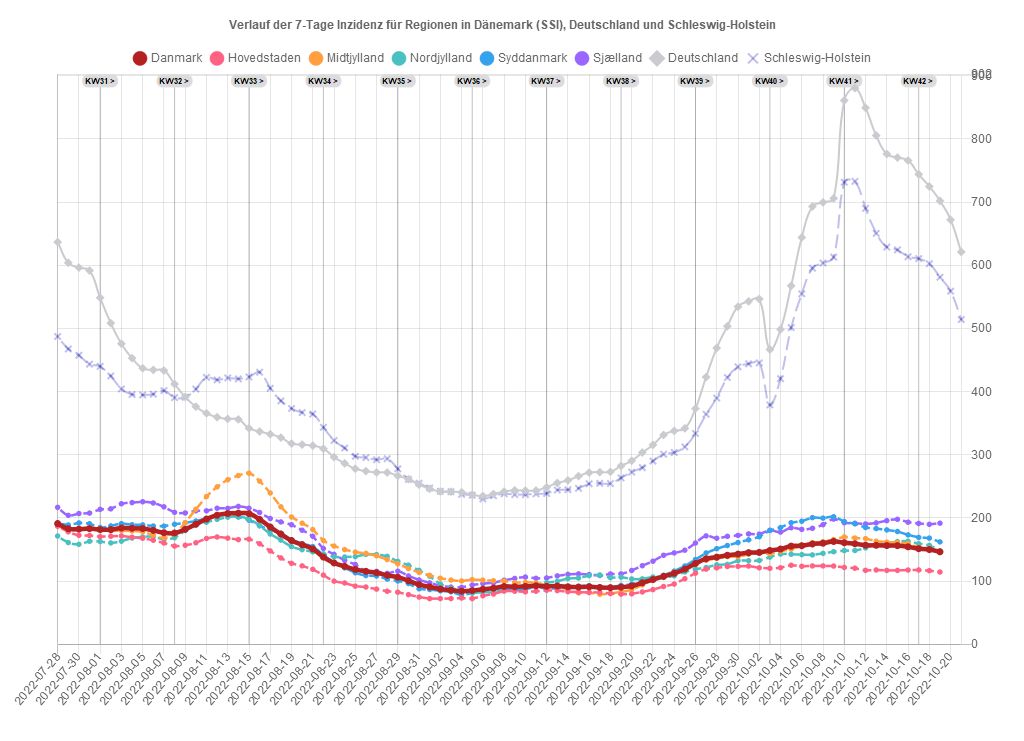 Verlauf der 7-Tage Inzidenz für Regionen in Dänemark (SSI), Deutschland und Schleswig-Holstein
Danmark Hovedstaden Midtjylland Nordjylland Syddanmark Sjælland Deutschland Schleswig-Holstein
KW31 > KW32 > KW33 > KW34 > KW35 > KW36 > KW37 > KW38 > KW39 > KW40 > KW41 > KW42 >
900
800
700
600
500
400
300
200
100
0
2022-07-28 2022-07-30 2022-08-01 2022-08-03 2022-08-05 2022-08-07 2022-08-09 2022-08-11 2022-08-13 2022-08-15 2022-08-17 2022-08-19 2022-08-21 2022-08-23 2022-08-25 2022-08-27 2022-08-29 2022-08-31 2022-09-02 2022-09-04 2022-09-06 2022-09-08 2022-09-10 2022-09-12 2022-09-14 2022-09-16 2022-09-18 2022-09-20 2022-09-22 2022-09-24 2022-09-26 2022-09-28 2022-09-30 2022-10-02 2022-10-04 2022-10-06 2022-10-08 2022-10-10 2022-10-12 2022-10-14 2022-10-16 2022-10-18 2022-10-20